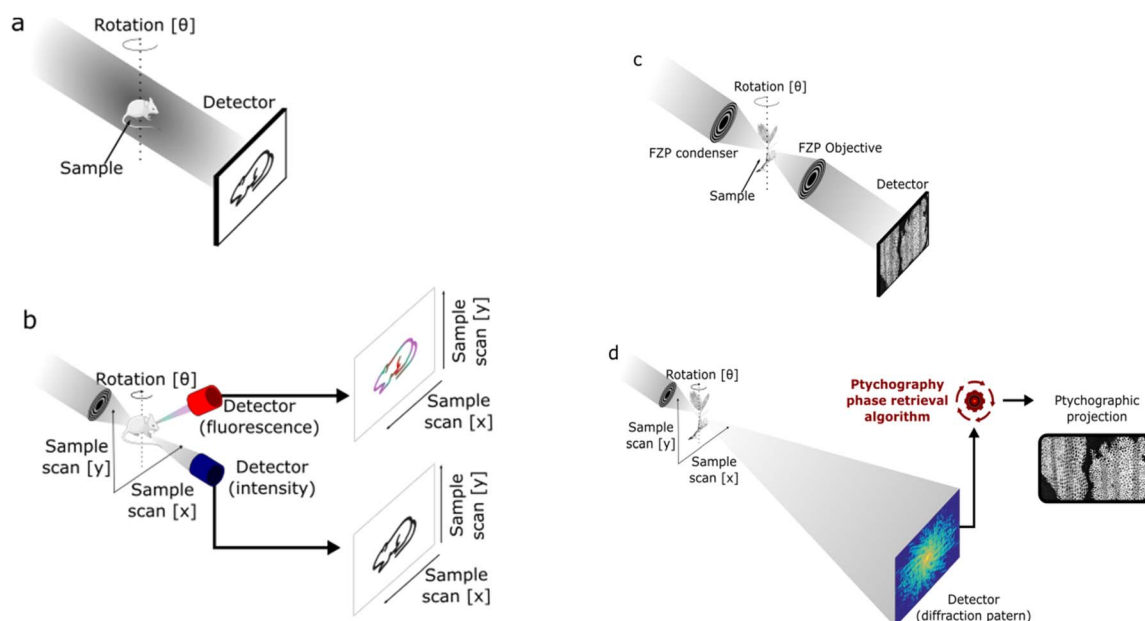 a
Rotation [θ]
Detector
Sample
b
Rotation [θ]
Detector
(fluorescence)
Sample
scan [y]
Sample
scan [x]
Detector
(intensity)
Sample
scan [y]
Sample
scan [x]
Sample
scan [y]
Sample
scan [x]
c
Rotation [θ]
FZP condenser
FZP Objective
Sample
Detector
d
Rotation [θ]
Sample
scan [y]
Sample
scan [x]
Ptychography
phase retrieval
algorithm
Ptychographic
projection
Detector
(diffraction patern)